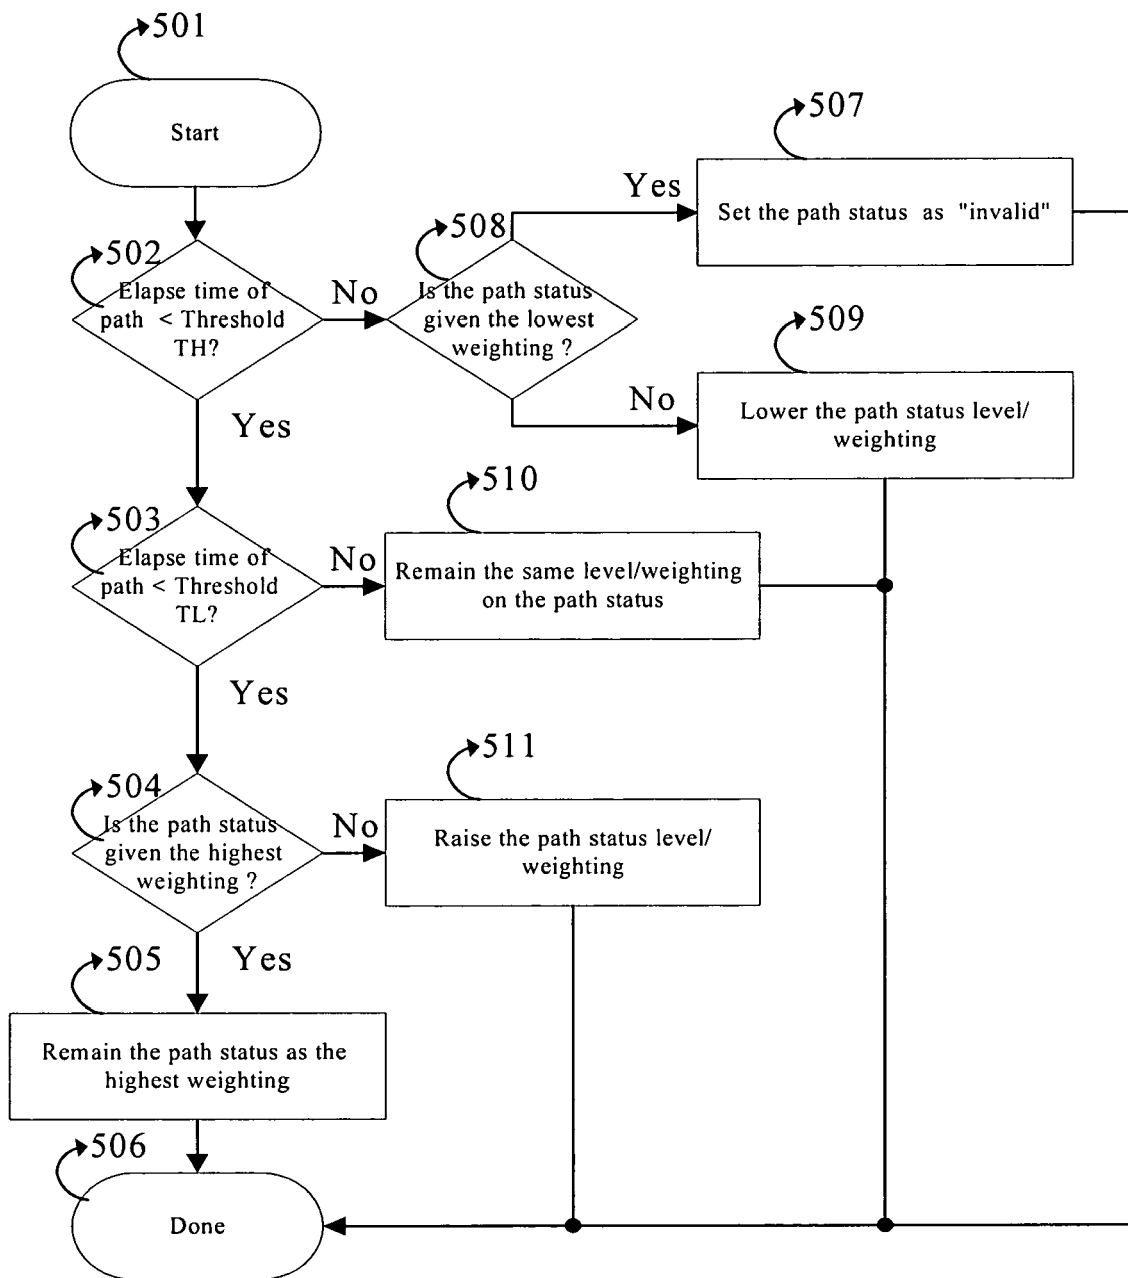 501
Start
507
Yes
Set the path status as "invalid"
508
502
Elapse time of
path < Threshold
TH?
No
Is the path status
given the lowest
weighting ?
509
No
Lower the path status level/
weighting
Yes
510
503
Elapse time of
path < Threshold
TL?
No
Remain the same level/weighting
on the path status
Yes
511
504
Is the path status
given the highest
weighting ?
No
Raise the path status level/
weighting
Yes
505
Remain the path status as the
highest weighting
506
Done